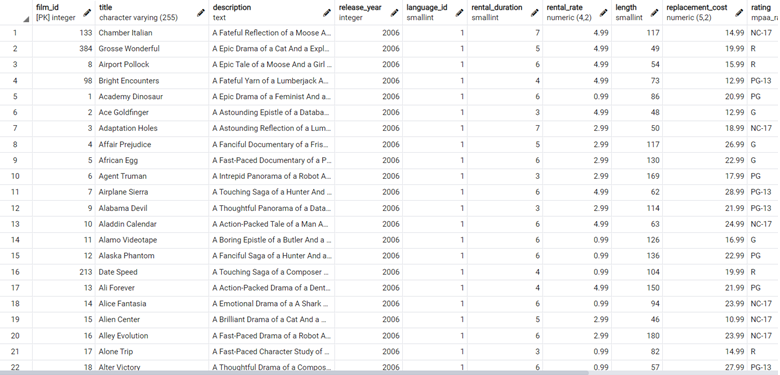 film_id title description release_year language_id rental_duration rental_rate length replacement_cost rating
[PK] integer character varying (255) text integer smallint smallint numeric (4,2) smallint numeric (5,2) mpaa_ra
1 133 Chamber Italian A Fateful Reflection of a Moose A... 2006 1 7 4.99 117 14.99 NC-17
2 384 Grosse Wonderful A Epic Drama of a Cat And a Expl... 2006 1 5 4.99 49 19.99 R
3 8 Airport Pollock A Epic Tale of a Moose And a Girl ... 2006 1 6 4.99 54 15.99 R
4 98 Bright Encounters A Fateful Yarn of a Lumberjack A... 2006 1 4 4.99 73 12.99 PG-13
5 1 Academy Dinosaur A Epic Drama of a Feminist And a... 2006 1 6 0.99 86 20.99 PG
6 2 Ace Goldfinger A Astounding Epistle of a Databa... 2006 1 3 4.99 48 12.99 G
7 3 Adaptation Holes A Astounding Reflection of a Lum... 2006 1 7 2.99 50 18.99 NC-17
8 4 Affair Prejudice A Fanciful Documentary of a Fris... 2006 1 5 2.99 117 26.99 G
9 5 African Egg A Fast-Paced Documentary of a P... 2006 1 6 2.99 130 22.99 G
10 6 Agent Truman A Intrepid Panorama of a Robot A... 2006 1 3 2.99 169 17.99 PG
11 7 Airplane Sierra A Touching Saga of a Hunter And ... 2006 1 6 4.99 62 28.99 PG-13
12 9 Alabama Devil A Thoughtful Panorama of a Data... 2006 1 3 2.99 114 21.99 PG-13
13 10 Aladdin Calendar A Action-Packed Tale of a Man A... 2006 1 6 4.99 63 24.99 NC-17
14 11 Alamo Videotape A Boring Epistle of a Butler And a ... 2006 1 6 0.99 126 16.99 G
15 12 Alaska Phantom A Fanciful Saga of a Hunter And a ... 2006 1 6 0.99 136 22.99 PG
16 213 Date Speed A Touching Saga of a Composer ... 2006 1 4 0.99 104 19.99 R
17 13 Ali Forever A Action-Packed Drama of a Dent... 2006 1 4 4.99 150 21.99 PG
18 14 Alice Fantasia A Emotional Drama of a A Shark ... 2006 1 6 0.99 94 23.99 NC-17
19 15 Alien Center A Brilliant Drama of a Cat And a ... 2006 1 5 2.99 46 10.99 NC-17
20 16 Alley Evolution A Fast-Paced Drama of a Robot A... 2006 1 6 2.99 180 23.99 NC-17
21 17 Alone Trip A Fast-Paced Character Study of ... 2006 1 3 0.99 82 14.99 R
22 18 Alter Victory A Thoughtful Drama of a Compos... 2006 1 6 0.99 57 27.99 PG-13